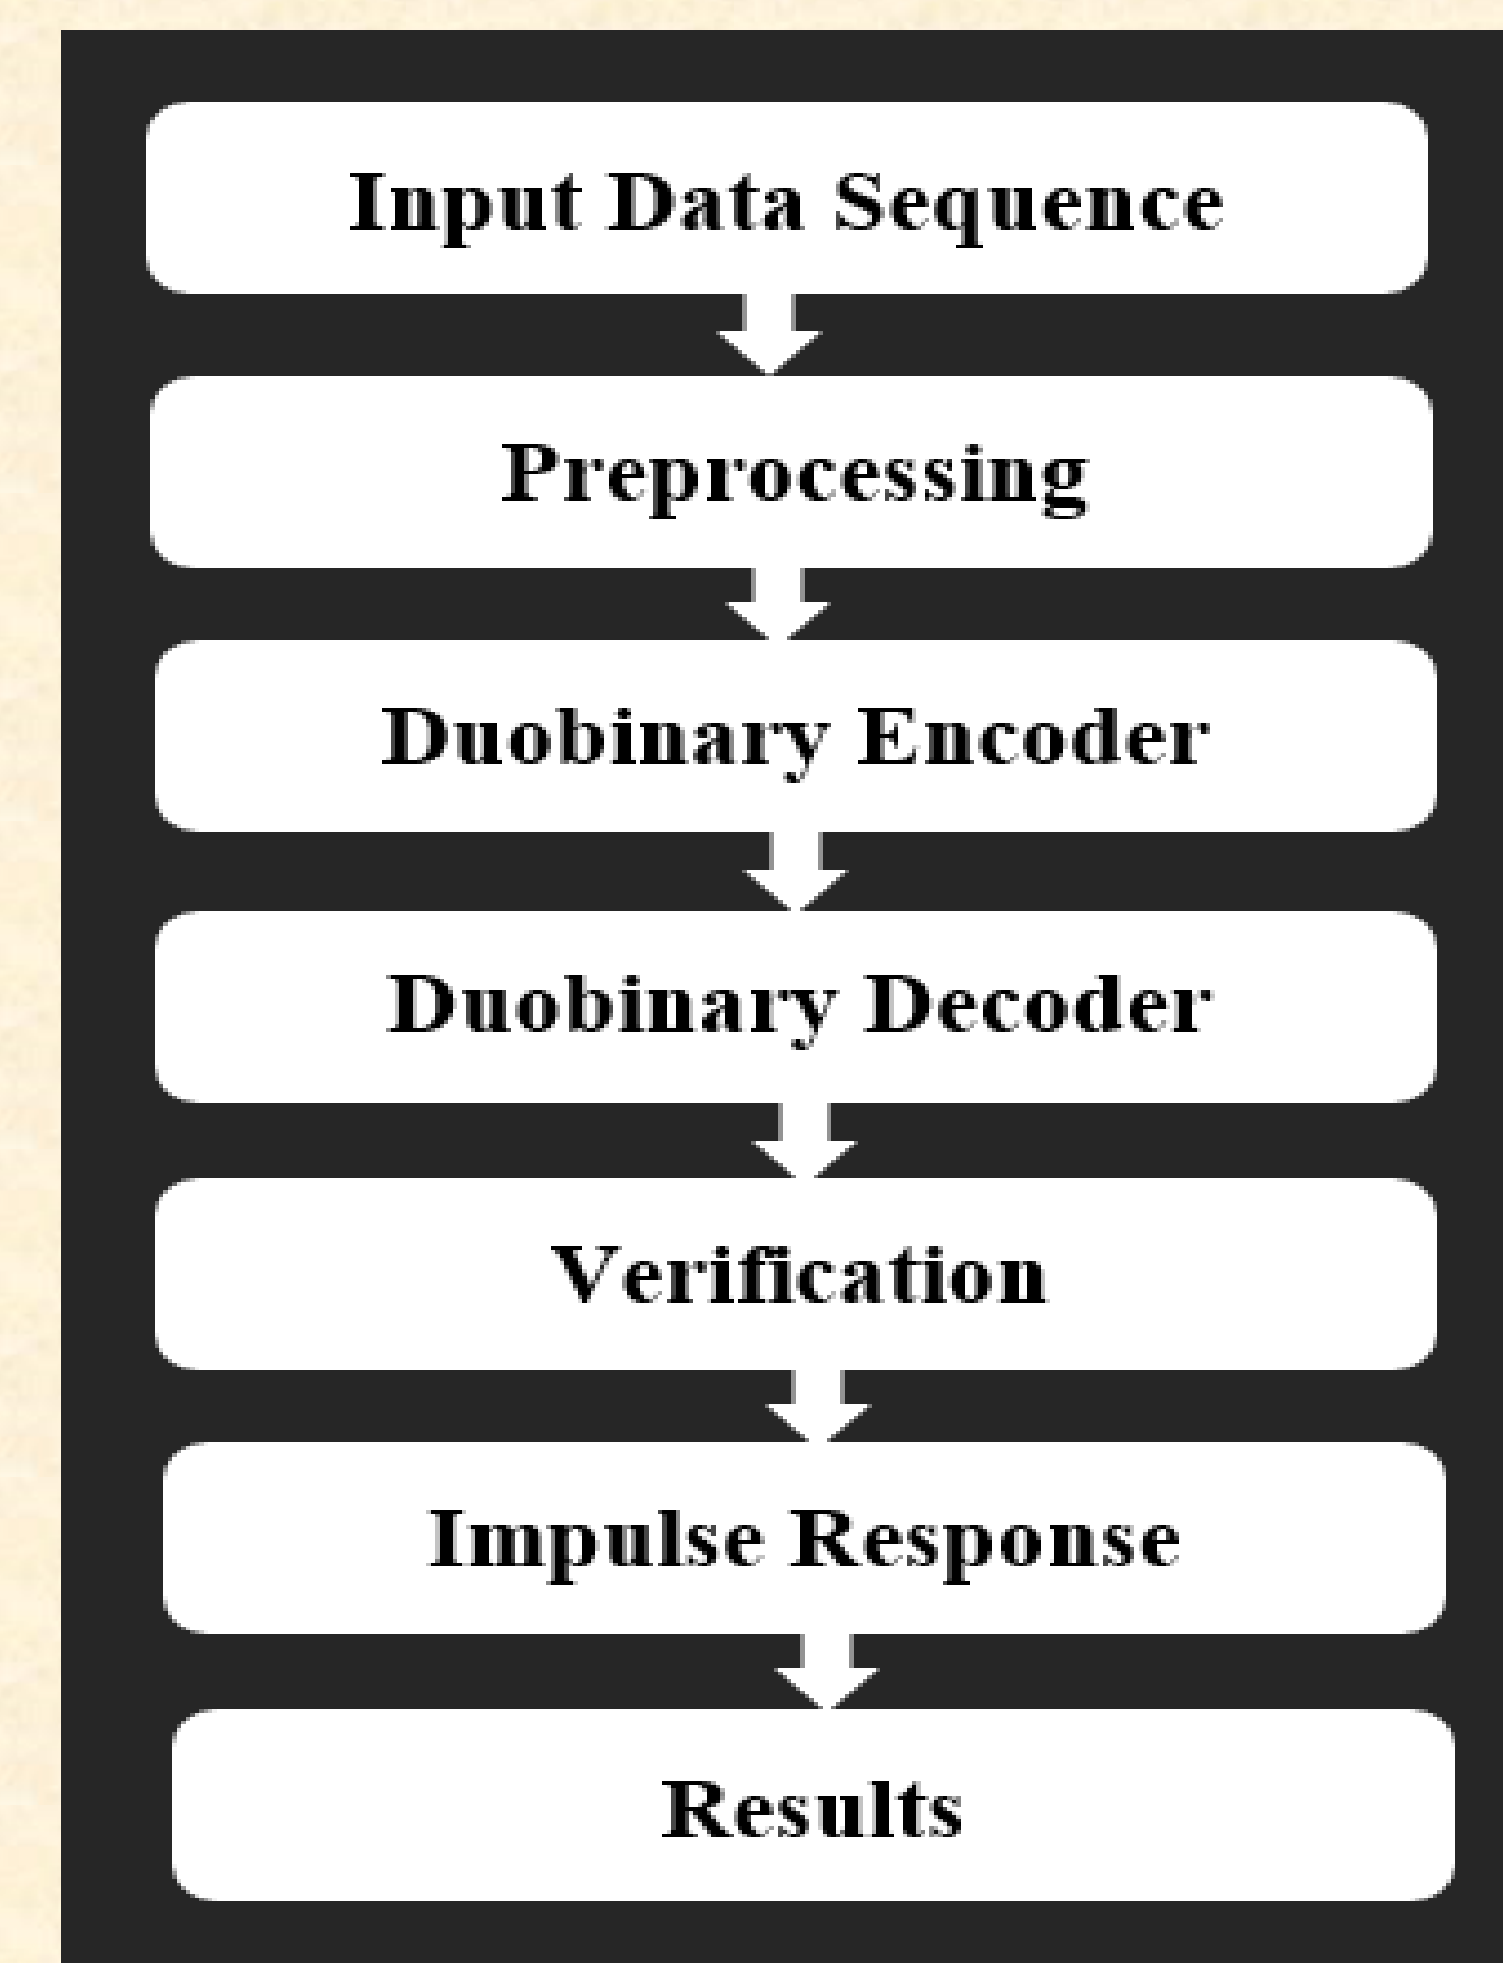 Input Data Sequence
Preprocessing
Duobinary Encoder
Duobinary Decoder
Verification
Impulse Response
Results